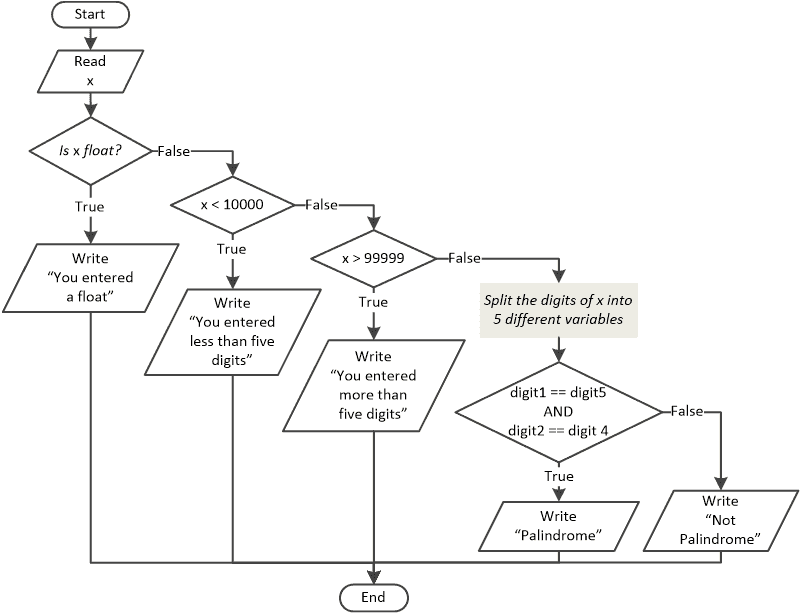 Start
Read
x
Is x float?
False
True
Write
“You entered
a float”
x < 10000
False
True
Write
“You entered
less than five
digits”
x > 99999
False
True
Write
“You entered
more than
five digits”
Split the digits of x into
5 different variables
digit1 == digit5
AND
digit2 == digit 4
False
True
Write
“Palindrome”
Write
“Not
Palindrome”
End